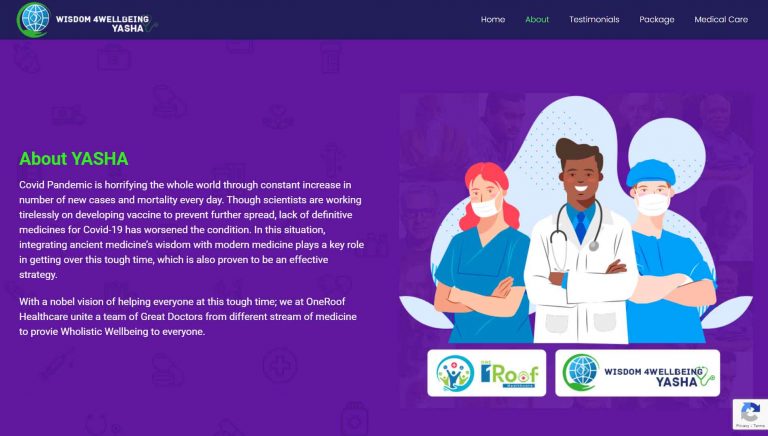 WISDOM 4WELLBEING
YASHA
Home About Testimonials Package Medical Care
About YASHA
Covid Pandemic is horrifying the whole world through constant increase in
number of new cases and mortality every day. Though scientists are working
tirelessly on developing vaccine to prevent further spread, lack of definitive
medicines for Covid-19 has worsened the condition. In this situation,
integrating ancient medicine's wisdom with modern medicine plays a key role
in getting over this tough time, which is also proven to be an effective
strategy.
With a nobel vision of helping everyone at this tough time; we at OneRoof
Healthcare unite a team of Great Doctors from different stream of medicine
to provie Wholistic Wellbeing to everyone.
Roof
Healthcare
WISDOM 4WELLBEING
YASHA
Privacy - Terms